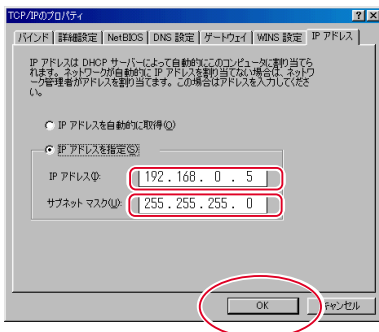 TCP/IPのプロパティ
バインド 詳細設定 NetBIOS DNS 設定 ゲートウェイ WINS 設定 IP アドレス
IP アドレスは DHCP サーバーによって自動的にこのコンピュータに割り当てら
れます。ネットワークが自動的に IP アドレスを割り当てない場合は、ネットワ
ーク管理者がアドレスを割り当てます。この場合はアドレスを入力してくださ
い。
IP アドレスを自動的に取得(O)
IP アドレスを指定(S)
IP アドレス(I): 192 . 168 . 0 . 5
サブネット マスク(U): 255 . 255 . 255 . 0
OK キャンセル